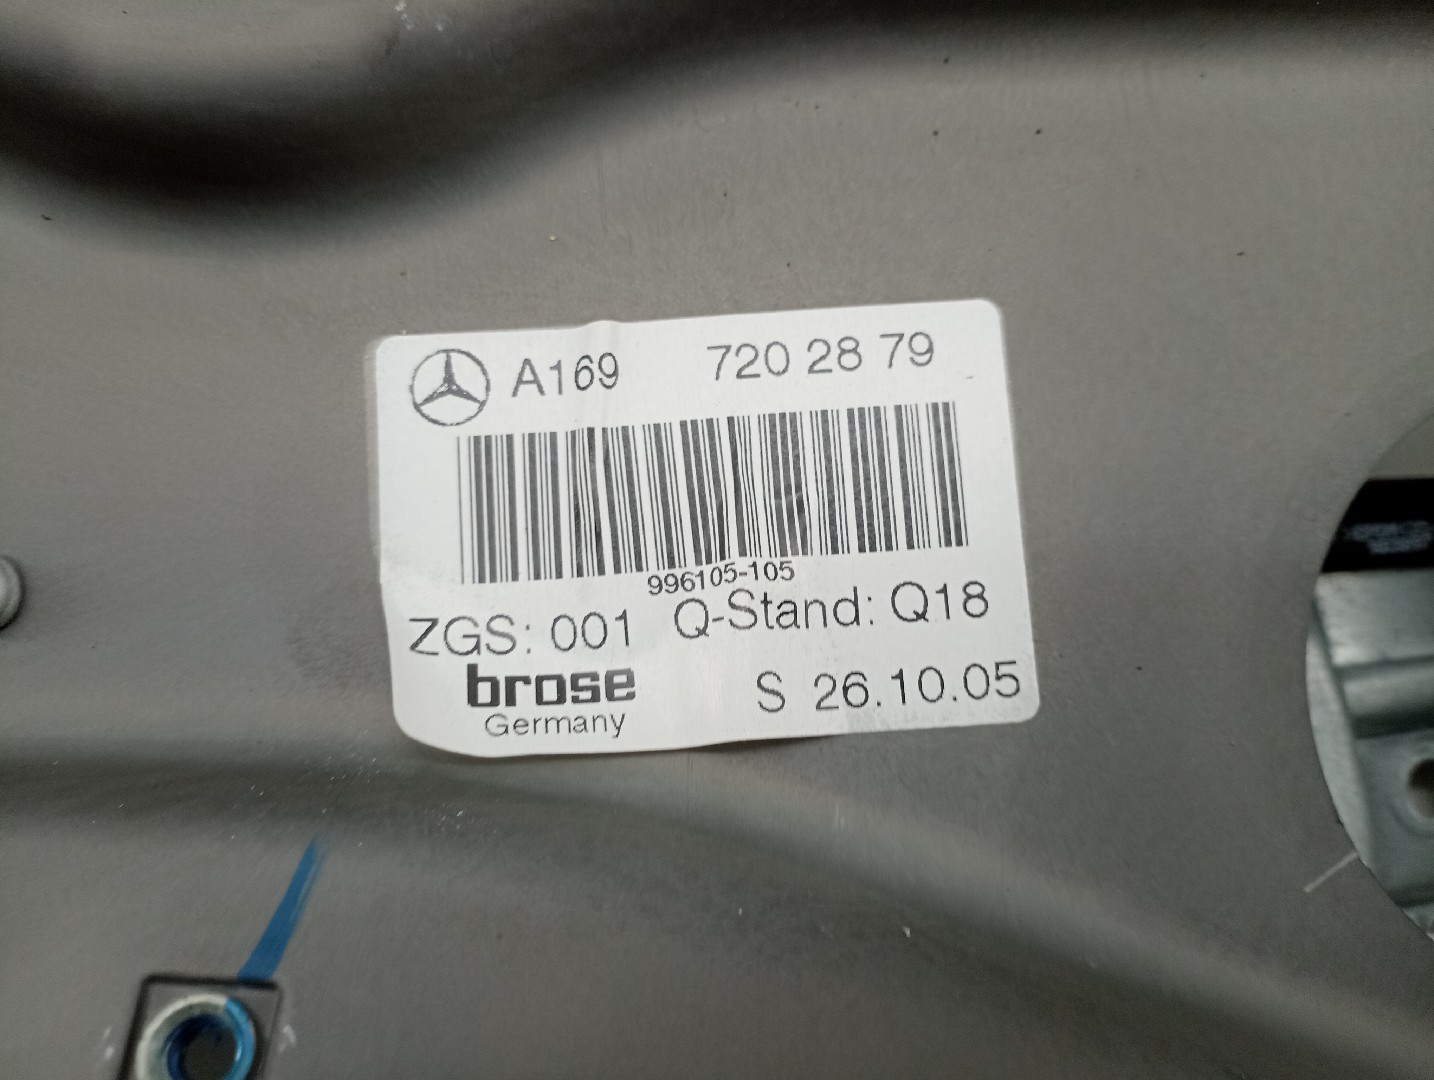 A169 720 28 79
996105-105
ZGS: 001 Q-Stand: Q18
brose
Germany
S 26.10.05